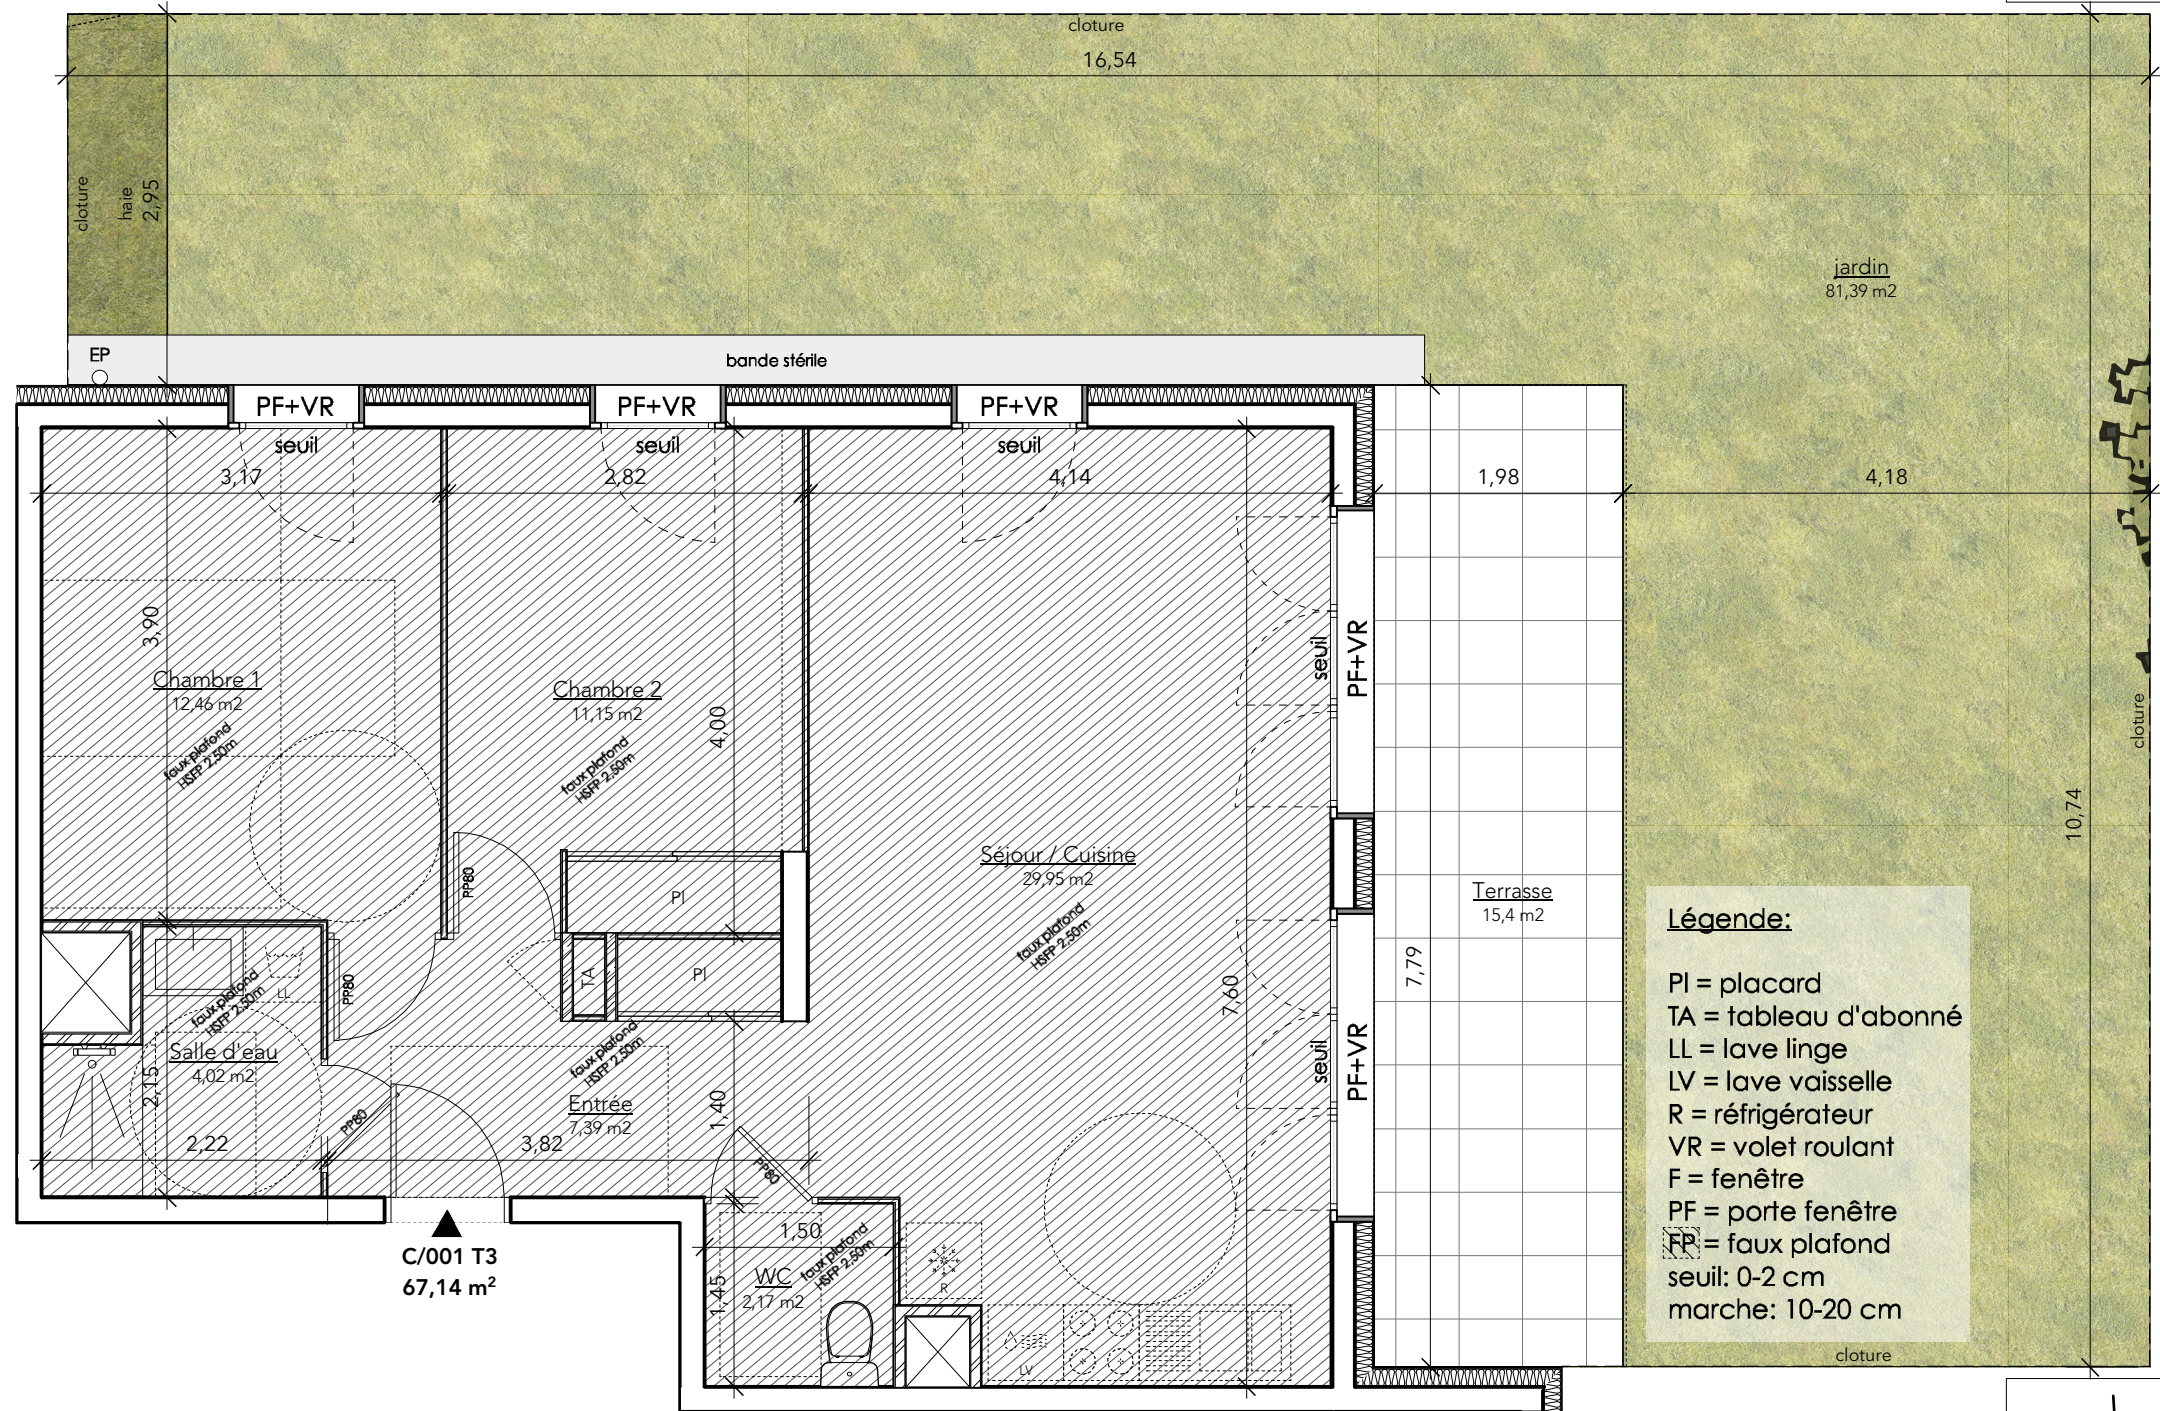 cloture
16,54
cloture
haie
2,95
jardin
81,39 m2
EP
bande stérile
PF+VR
PF+VR
PF+VR
seuil
seuil
seuil
3,17
2,82
4,14
1,98
4,18
3,90
Chambre 1
12,46 m2
faux plafond
HSFP 2,50m
Chambre 2
11,15 m2
4,00
faux plafond
HSFP 2,50m
seuil
PF+VR
cloture
10,74
PP80
Pl
Séjour / Cuisine
29,95 m2
faux plafond
HSFP 2,50m
Terrasse
15,4 m2
7,79
7,60
TA
Pl
PP80
LL
faux plafond
HSFP 2,50m
Salle d'eau
4,02 m2
2,15
2,22
faux plafond
HSFP 2,50m
Entrée
7,39 m2
3,82
1,40
PP80
PP80
seuil
PF+VR
C/001 T3
67,14 m²
1,50
faux plafond
HSFP 2,50m
WC
2,17 m2
1,45
R
LV
Légende:
Pl = placard
TA = tableau d'abonné
LL = lave linge
LV = lave vaisselle
R = réfrigérateur
VR = volet roulant
F = fenêtre
PF = porte fenêtre
FP = faux plafond
seuil: 0-2 cm
marche: 10-20 cm
cloture